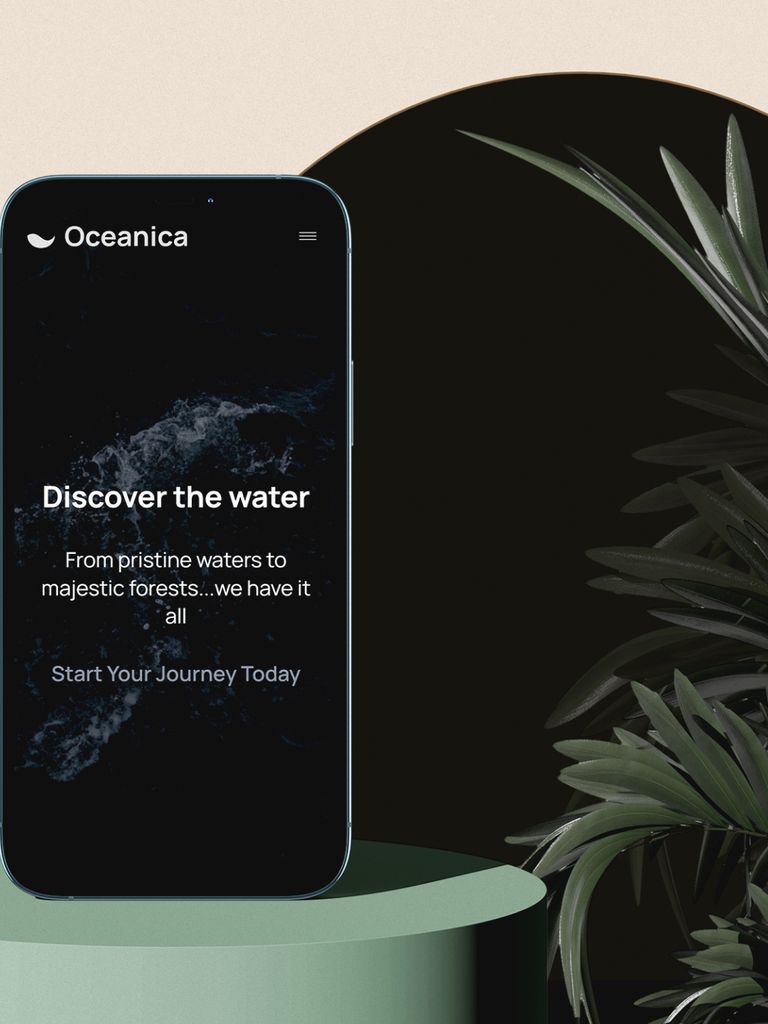 Oceanica
Discover the water
From pristine waters to
majestic forests...we have it
all
Start Your Journey Today